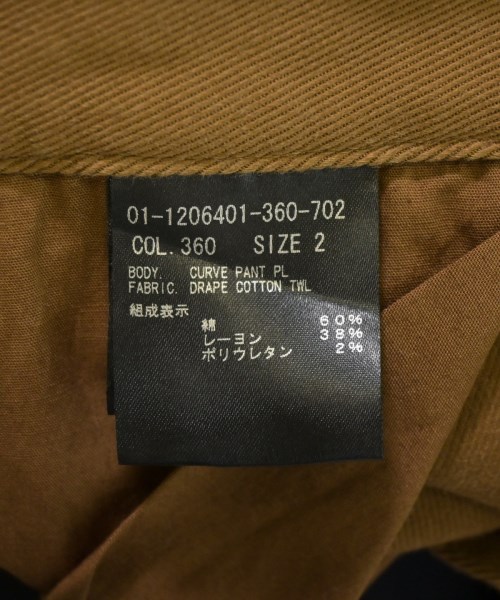 01-1206401-360-702
COL. 360 SIZE 2
BODY. CURVE PANT PL
FABRIC. DRAPE COTTON TWL
組成表示
綿 60%
レーヨン 38%
ポリウレタン 2%